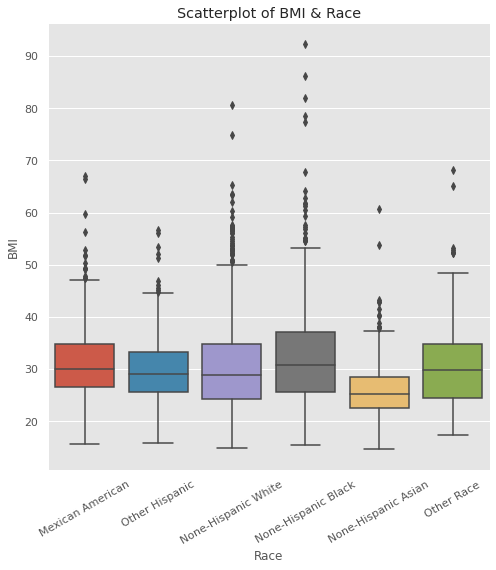 Scatterplot of BMI & Race
90
80
70
60
50
40
30
20
BMI
Mexican American
Other Hispanic
None-Hispanic White
None-Hispanic Black
None-Hispanic Asian
Other Race
Race